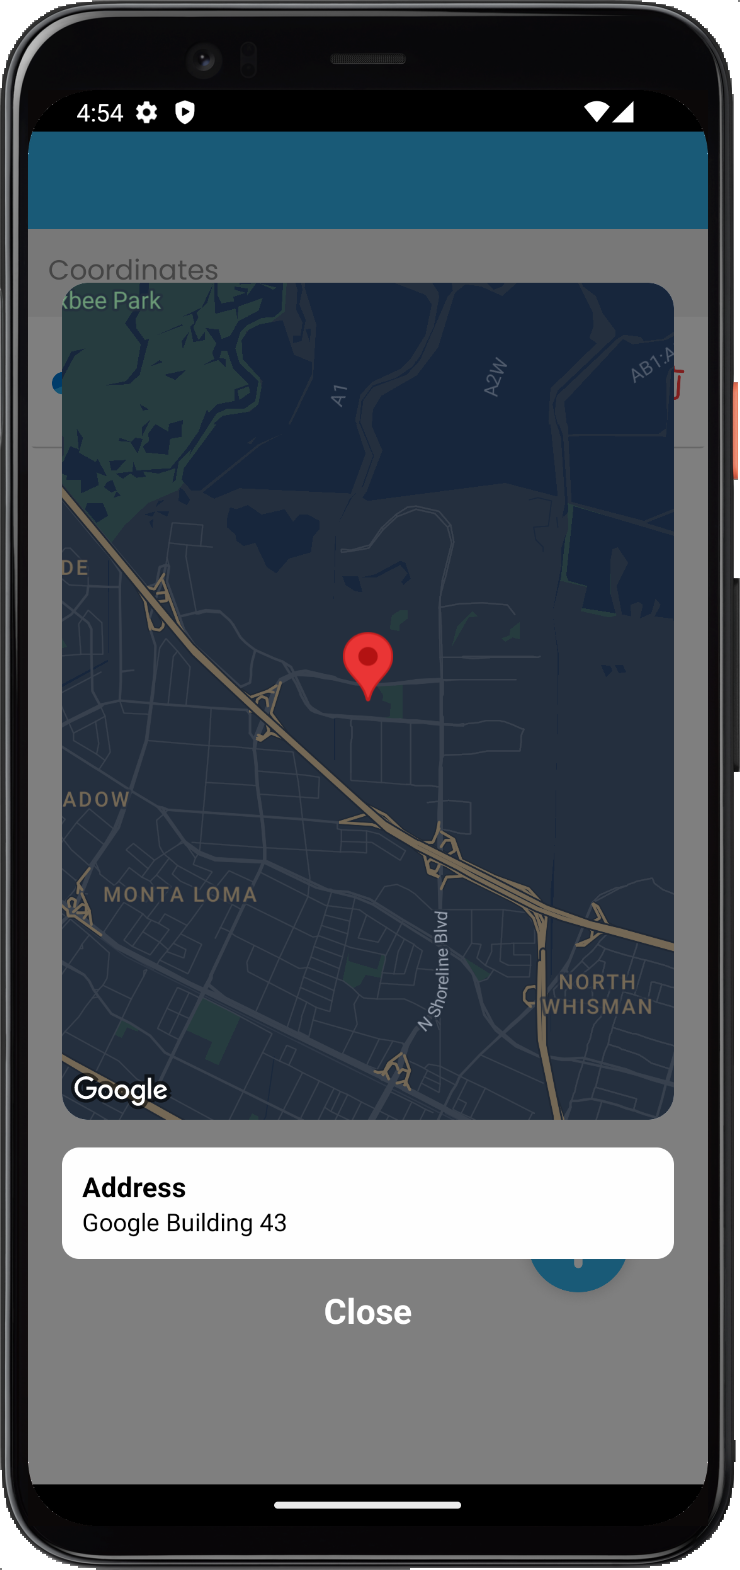 4:54
Coordinates
xbee Park
A1
A2W
AB1:A
DE
ADOW
MONTA LOMA
N Shoreline Blvd
NORTH
WHISMAN
Google
Address
Google Building 43
Close